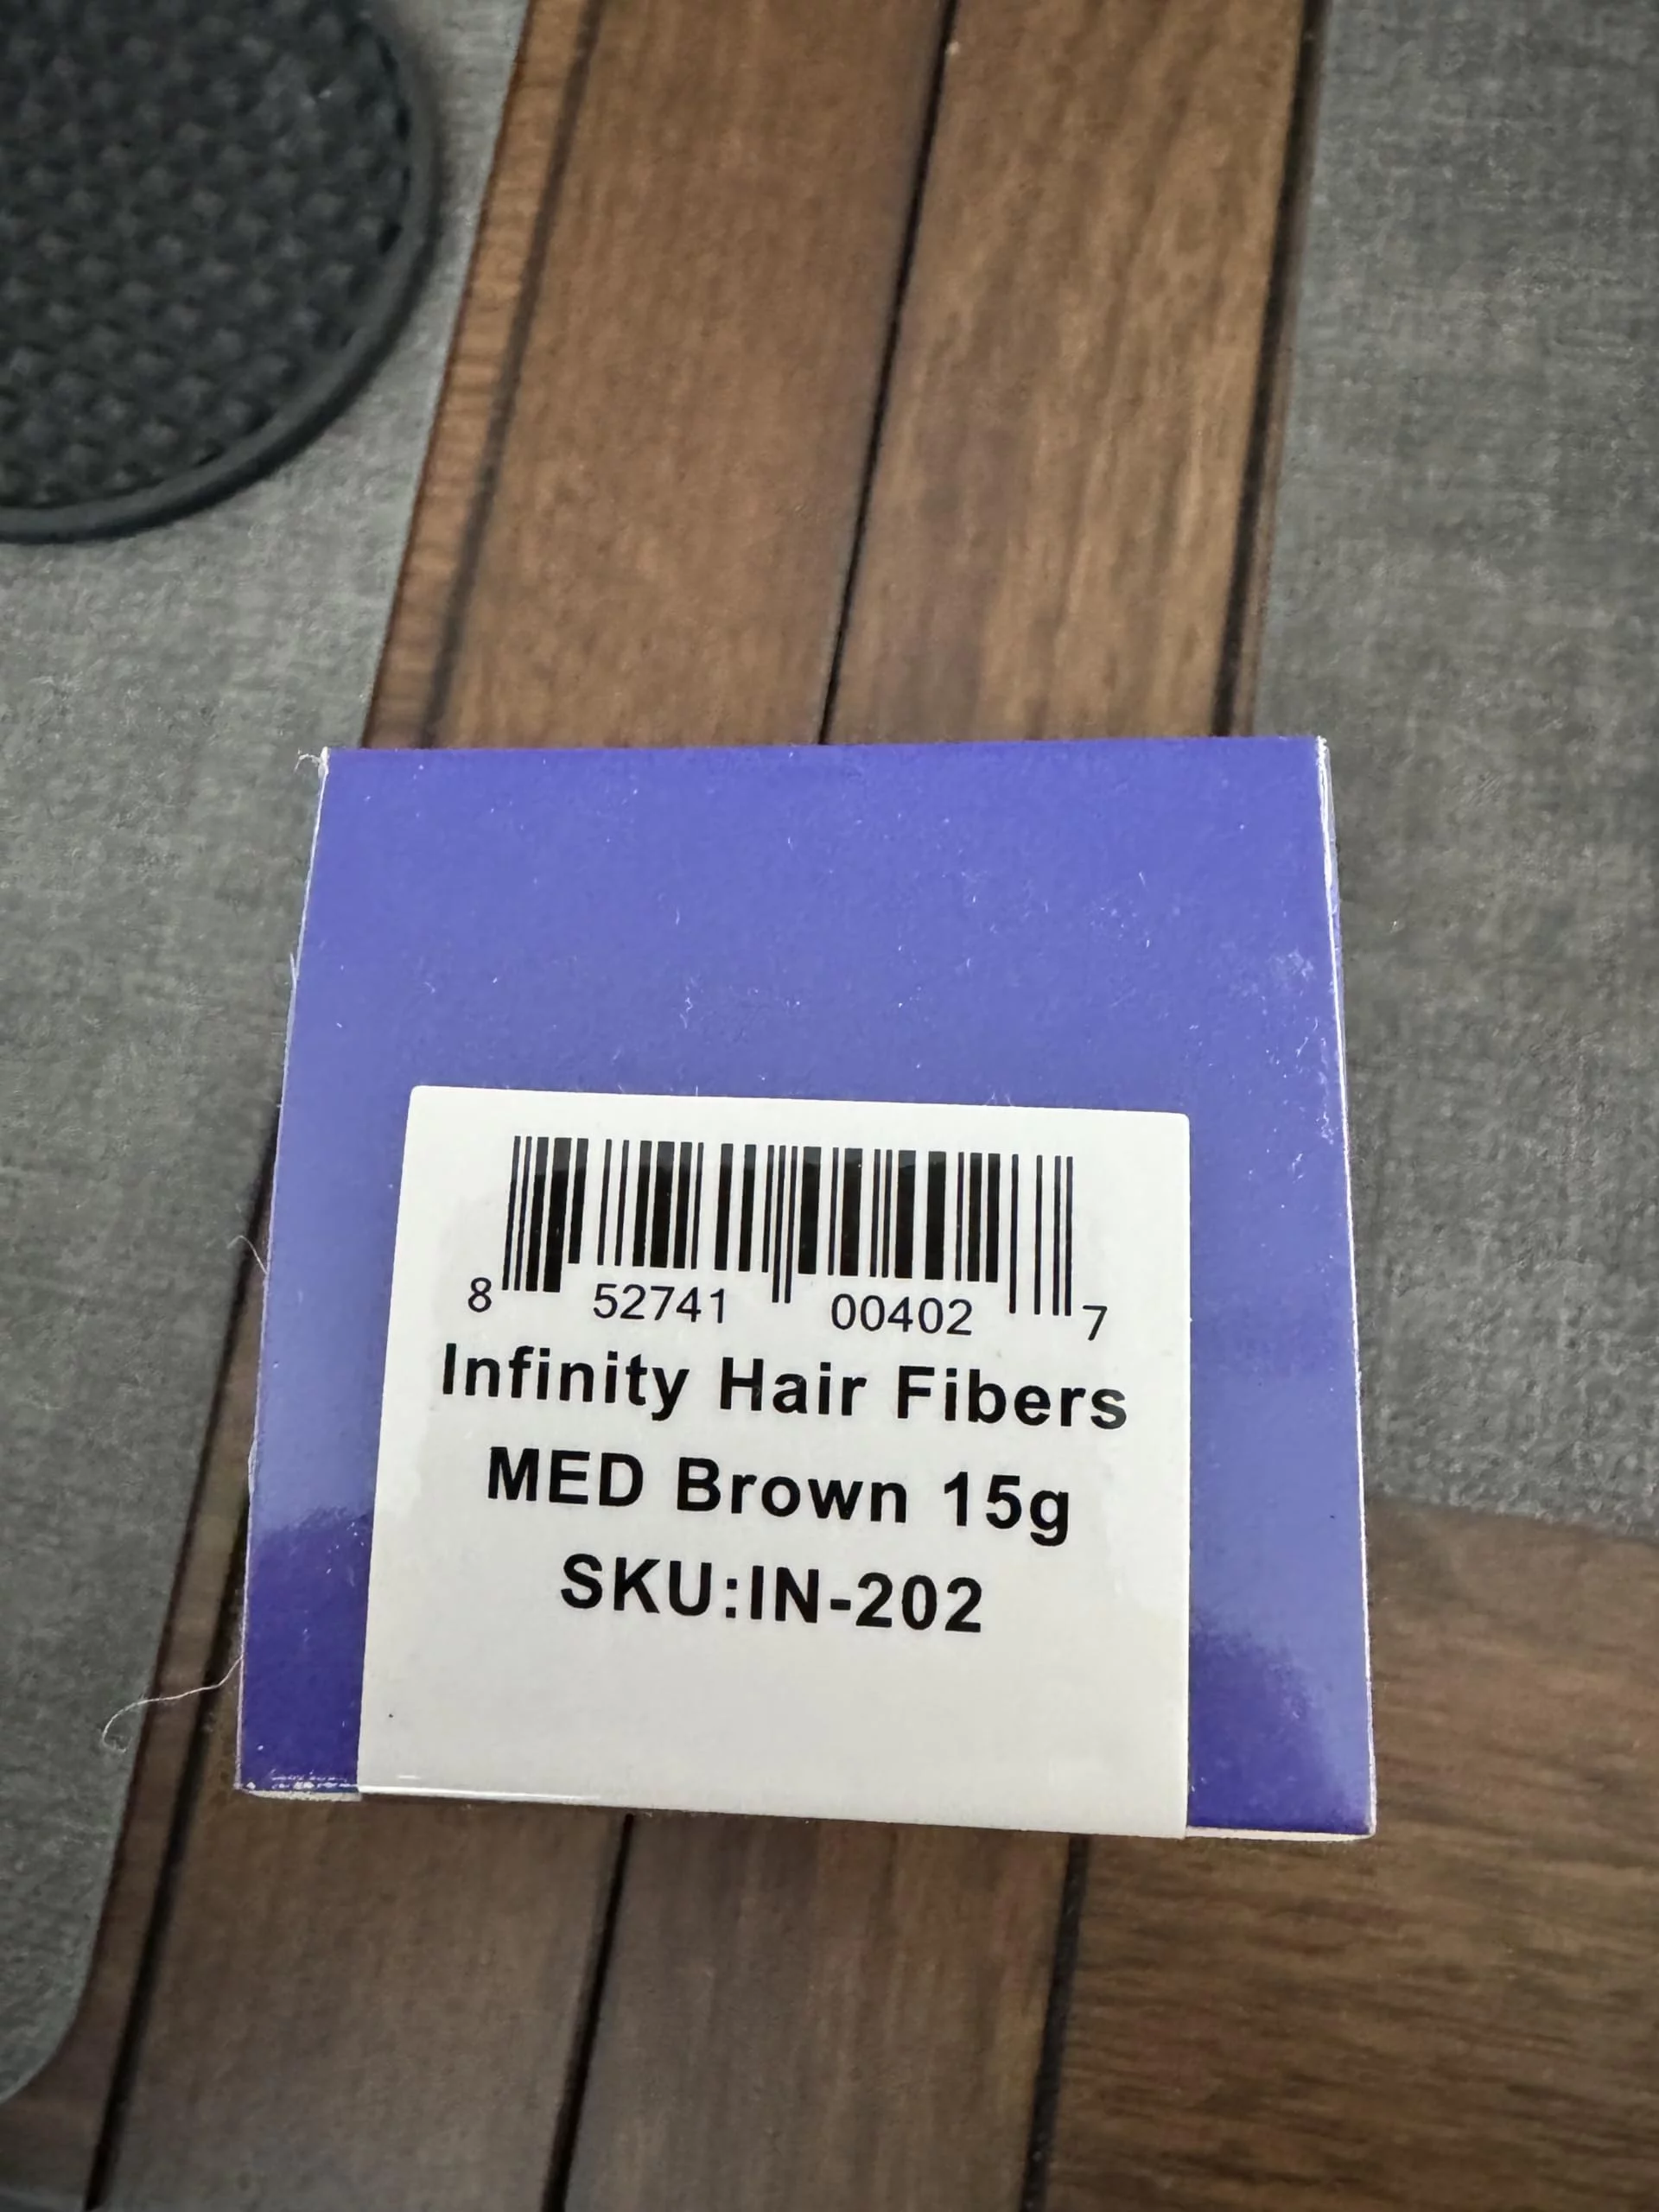 8 52741 00402 7
Infinity Hair Fibers
MED Brown 15g
SKU:IN-202